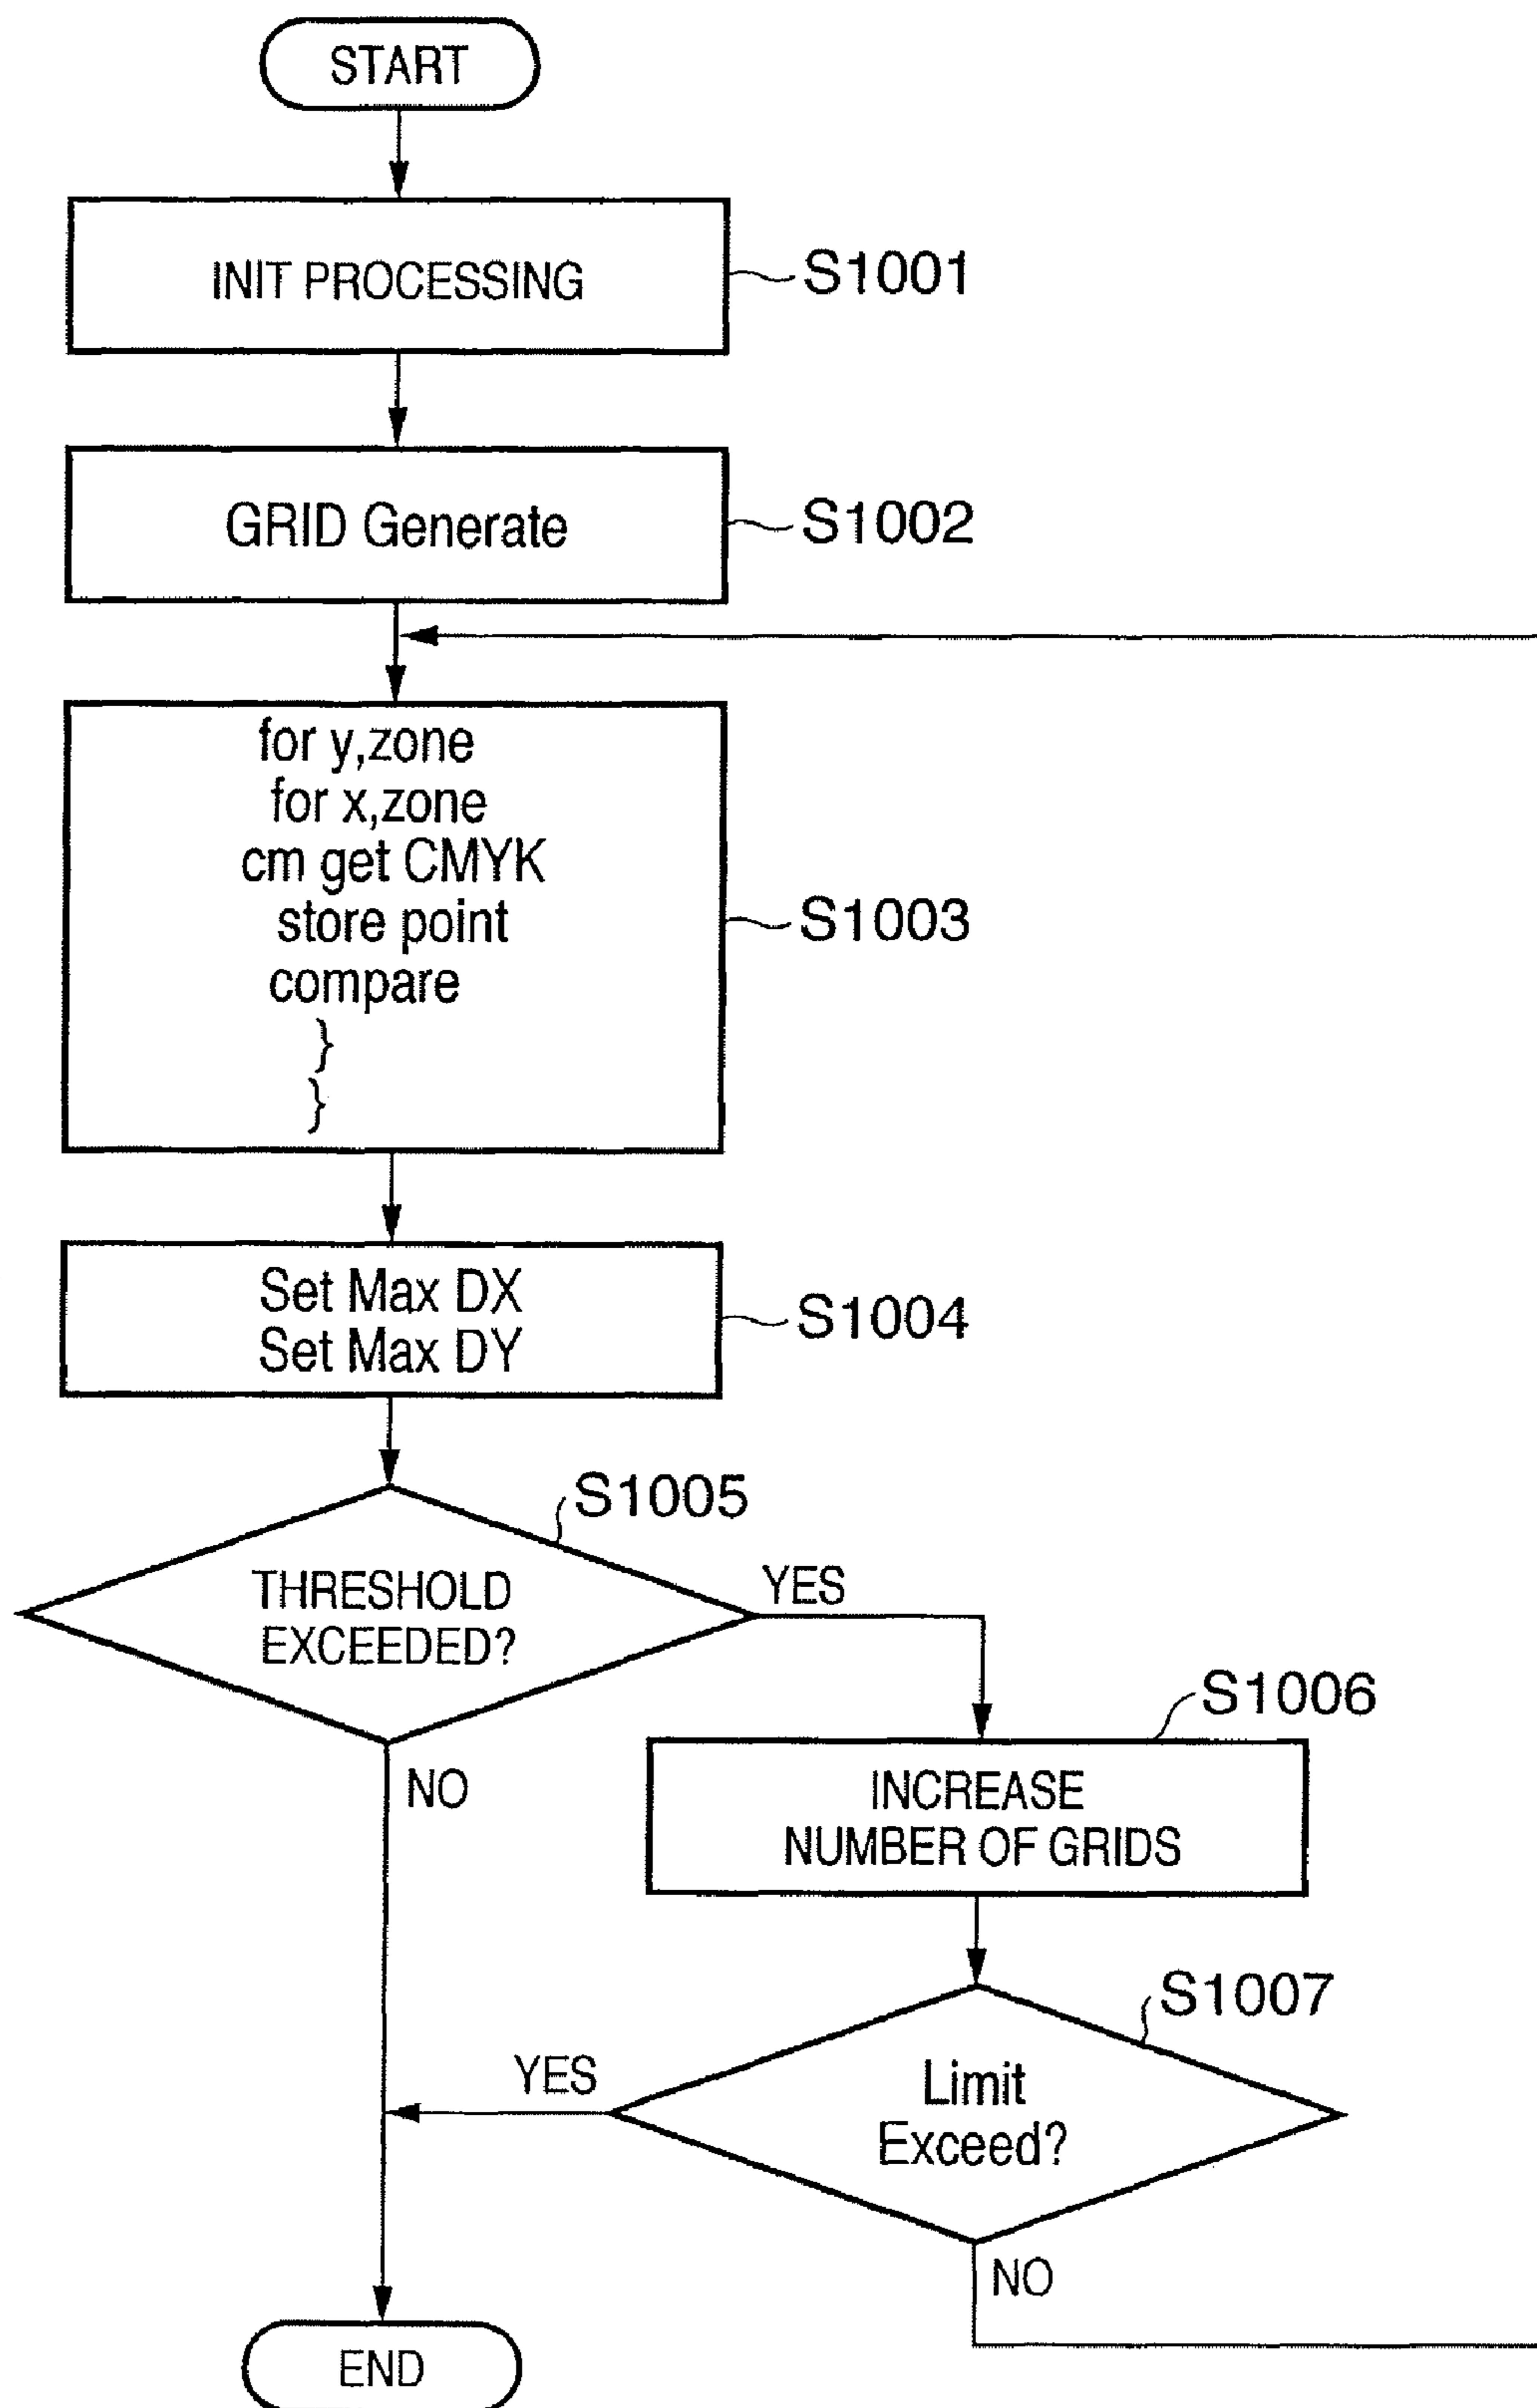 START
INIT PROCESSING
S1001
GRID Generate
S1002
for y,zone
for x,zone
cm get CMYK
store point
compare
}
}
S1003
Set Max DX
Set Max DY
S1004
S1005
THRESHOLD
EXCEEDED?
YES
NO
S1006
INCREASE
NUMBER OF GRIDS
S1007
Limit
Exceed?
YES
NO
END